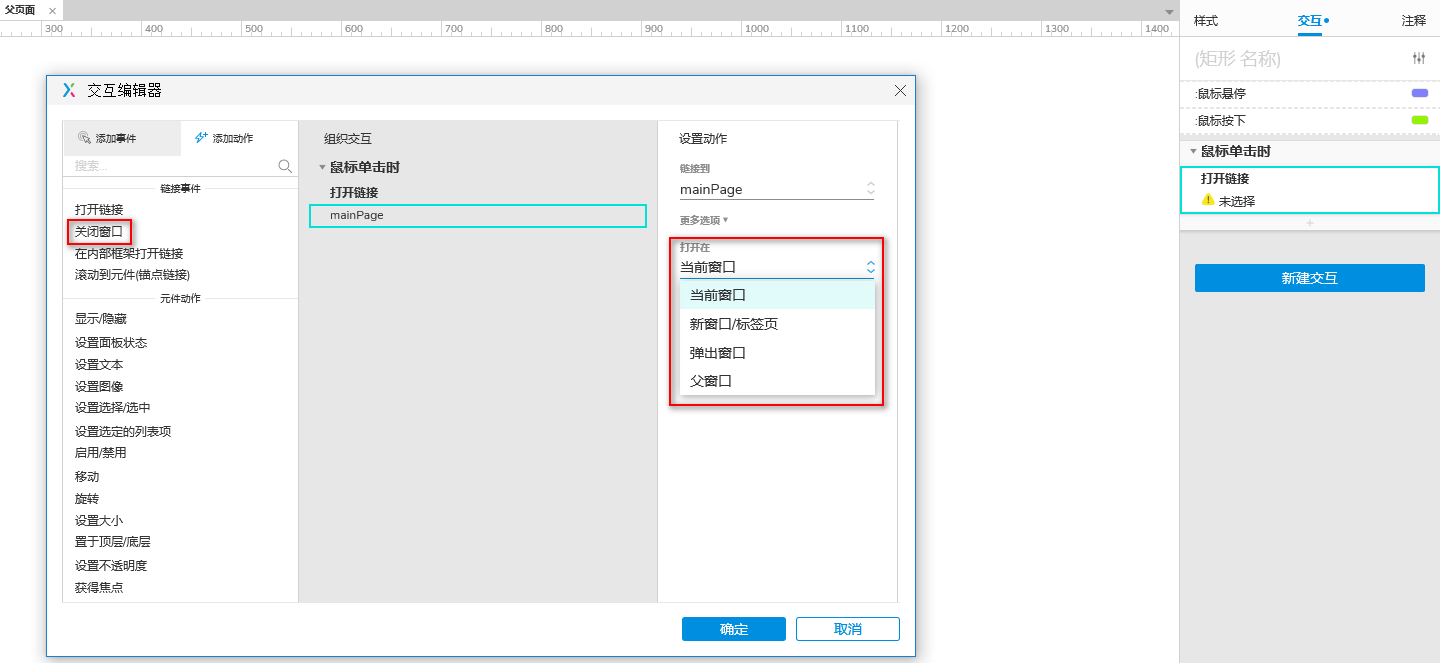 父页面
300 400 500 600 700 800 900 1000 1100 1200 1300 1400
交互编辑器
添加事件
添加动作
搜索...
链接事件
打开链接
关闭窗口
在内部框架打开链接
滚动到元件(锚点链接)
元件动作
显示/隐藏
设置面板状态
设置文本
设置图像
设置选择/选中
设置选定的列表项
启用/禁用
移动
旋转
设置大小
置于顶层/底层
设置不透明度
获得焦点
组织交互
鼠标单击时
打开链接
mainPage
设置动作
链接到
mainPage
更多选项
打开在
当前窗口
当前窗口
新窗口/标签页
弹出窗口
父窗口
确定
取消
样式
交互
注释
(矩形 名称)
:鼠标悬停
:鼠标按下
鼠标单击时
打开链接
未选择
+
新建交互